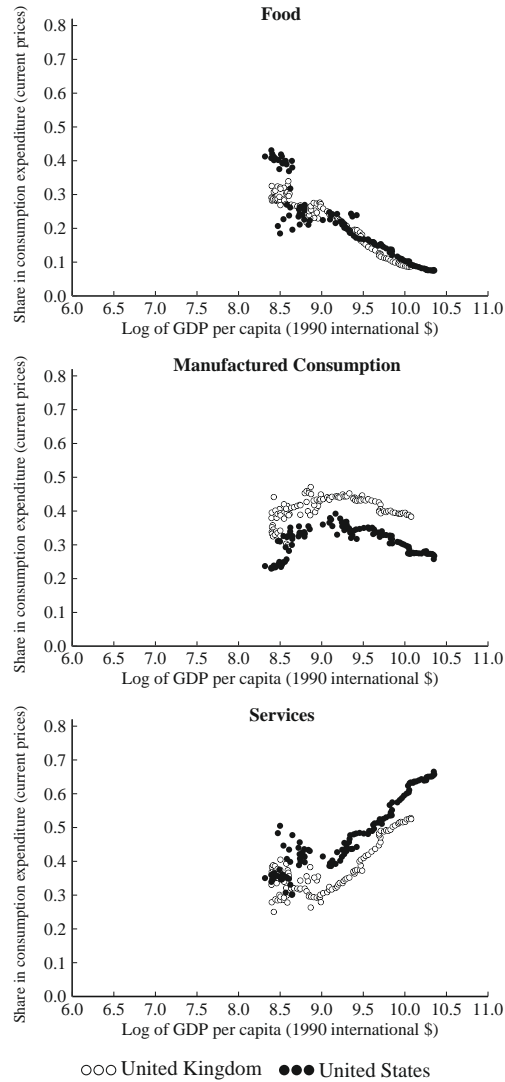 Food
Share in consumption expenditure (current prices)
0.8
0.7
0.6
0.5
0.4
0.3
0.2
0.1
0.0
6.0 6.5 7.0 7.5 8.0 8.5 9.0 9.5 10.0 10.5 11.0
Log of GDP per capita (1990 international $)
Manufactured Consumption
Share in consumption expenditure (current prices)
0.8
0.7
0.6
0.5
0.4
0.3
0.2
0.1
0.0
6.0 6.5 7.0 7.5 8.0 8.5 9.0 9.5 10.0 10.5 11.0
Log of GDP per capita (1990 international $)
Services
Share in consumption expenditure (current prices)
0.8
0.7
0.6
0.5
0.4
0.3
0.2
0.1
0.0
6.0 6.5 7.0 7.5 8.0 8.5 9.0 9.5 10.0 10.5 11.0
Log of GDP per capita (1990 international $)
United Kingdom United States